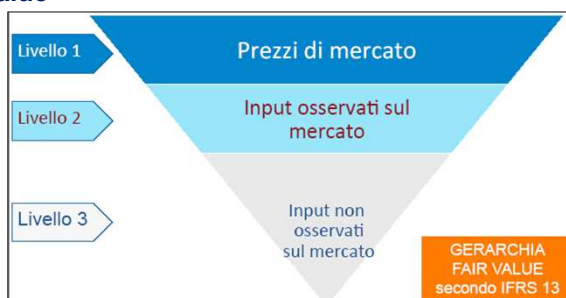 Livello 1
Prezzi di mercato
Livello 2
Input osservati sul
mercato
Livello 3
Input non
osservati
sul mercato
GERARCHIA
FAIR VALUE
secondo IFRS 13